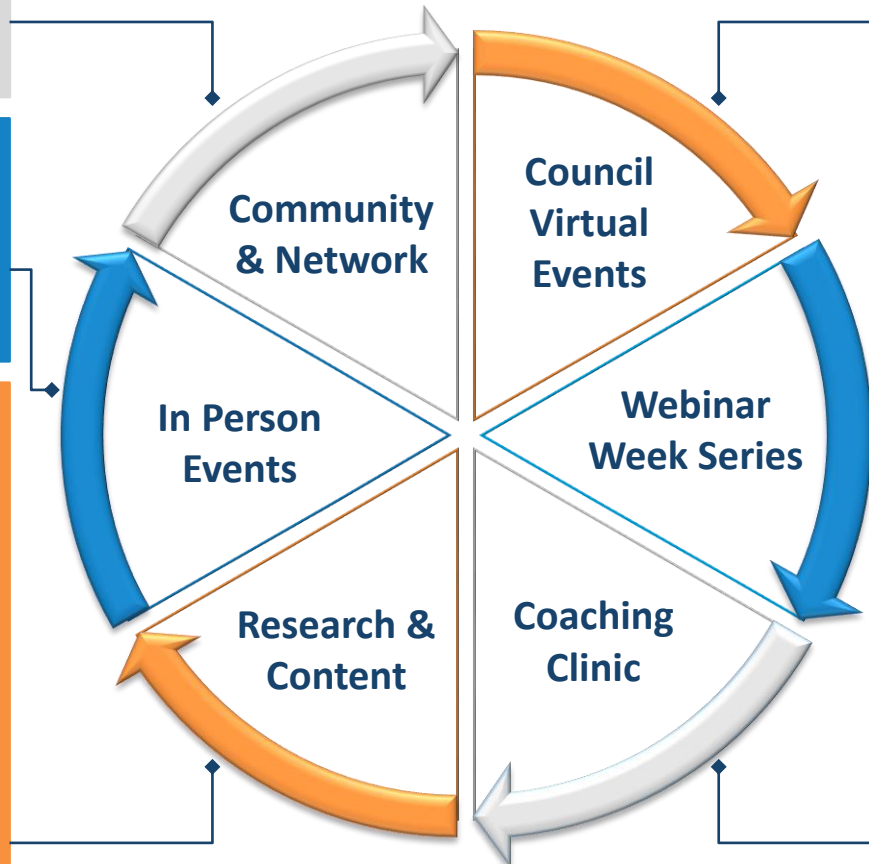 Community
& Network
Council
Virtual
Events
In Person
Events
Webinar
Week Series
Research &
Content
Coaching
Clinic